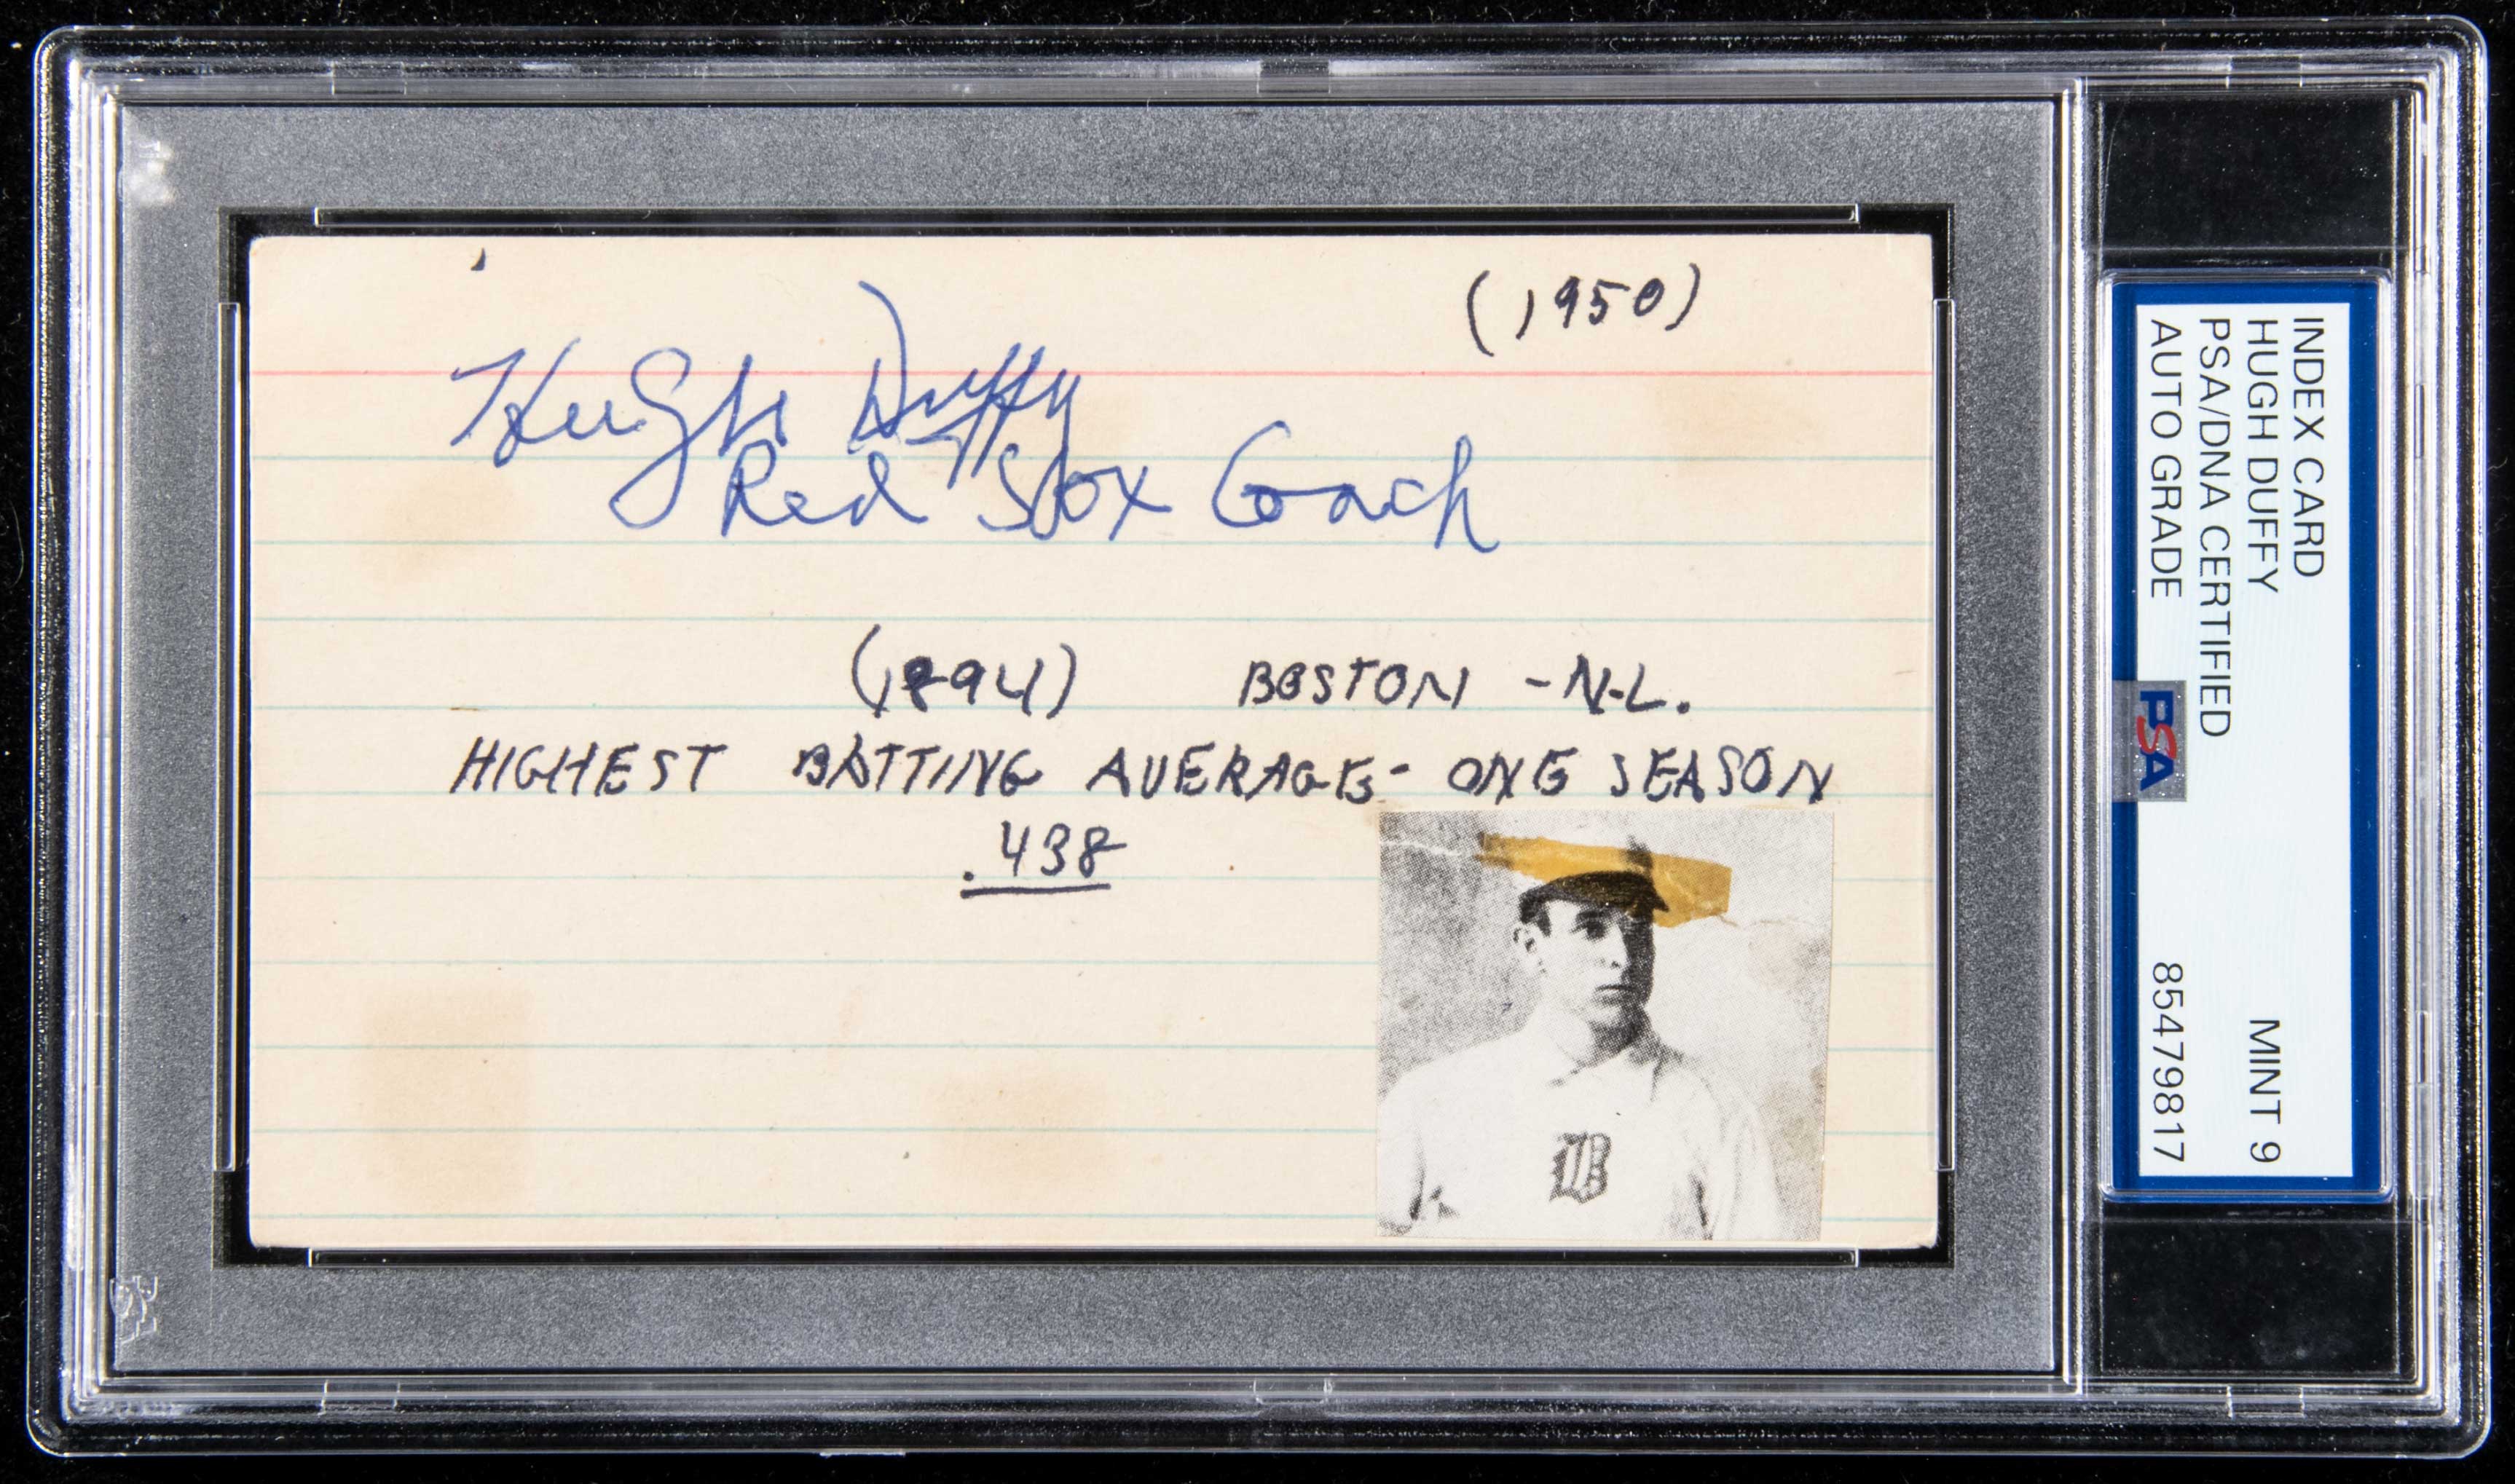 (1950)
Hugh Duffy
Red Sox Coach
(1894) BOSTON - N.L.
HIGHEST BATTING AVERAGE - ONE SEASON
.438
B
INDEX CARD
HUGH DUFFY MINT 9
PSA/DNA CERTIFIED
AUTO GRADE 85479817
PSA